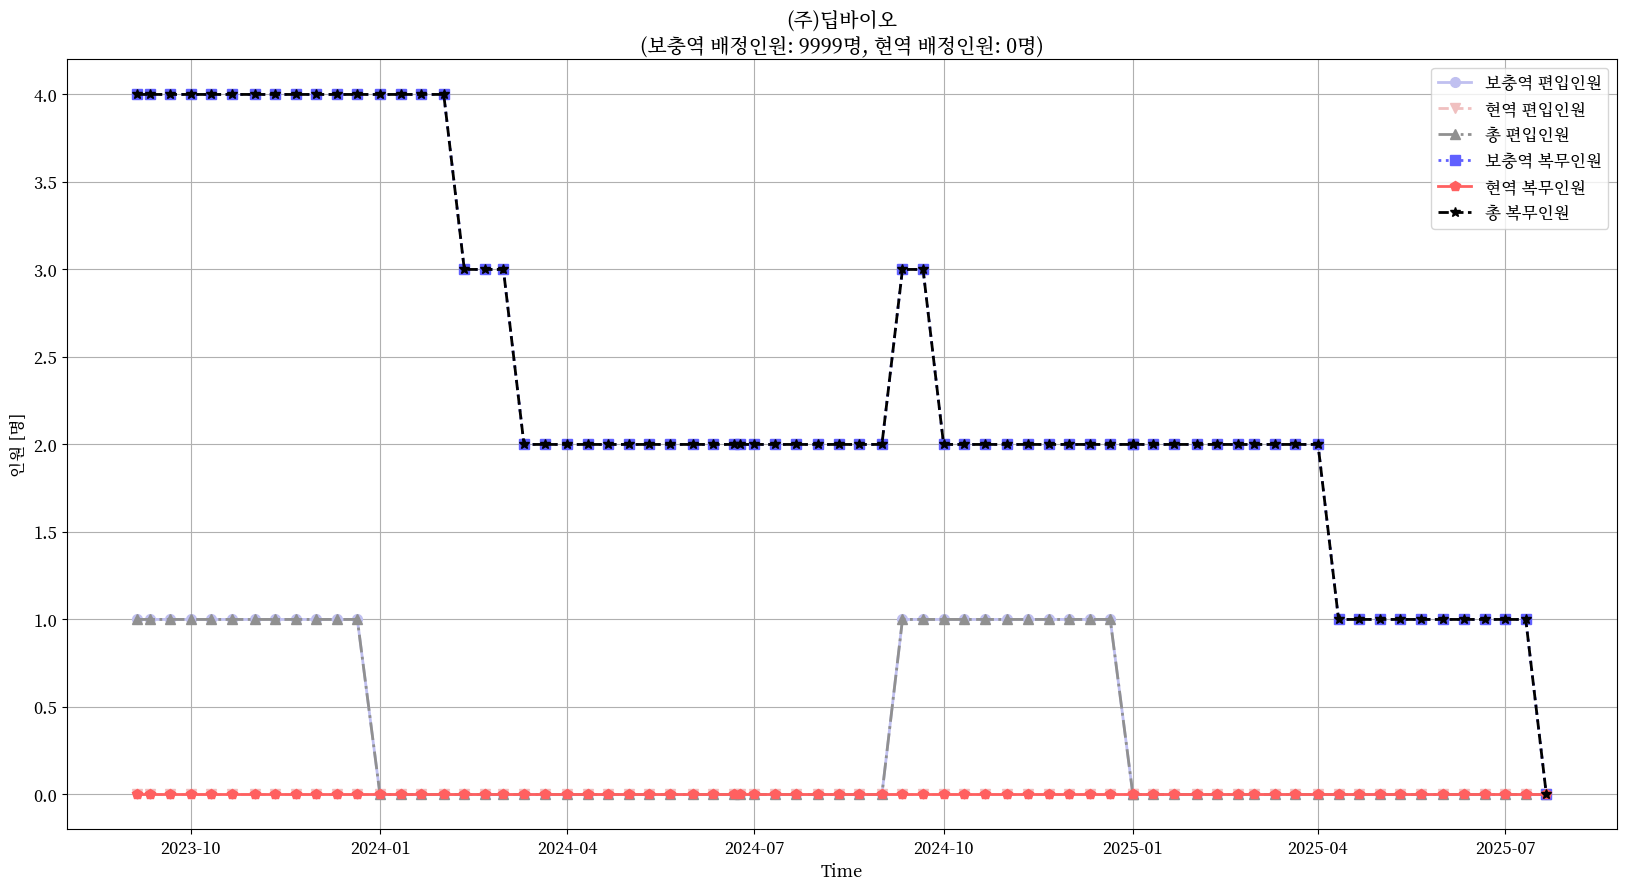 (주)딥바이오
(보충역 배정인원: 9999명, 현역 배정인원: 0명)
보충역 편입인원
현역 편입인원
총 편입인원
보충역 복무인원
현역 복무인원
총 복무인원
4.0
3.5
3.0
2.5
2.0
1.5
1.0
0.5
0.0
인원 [명]
2023-10
2024-01
2024-04
2024-07
2024-10
2025-01
2025-04
2025-07
Time